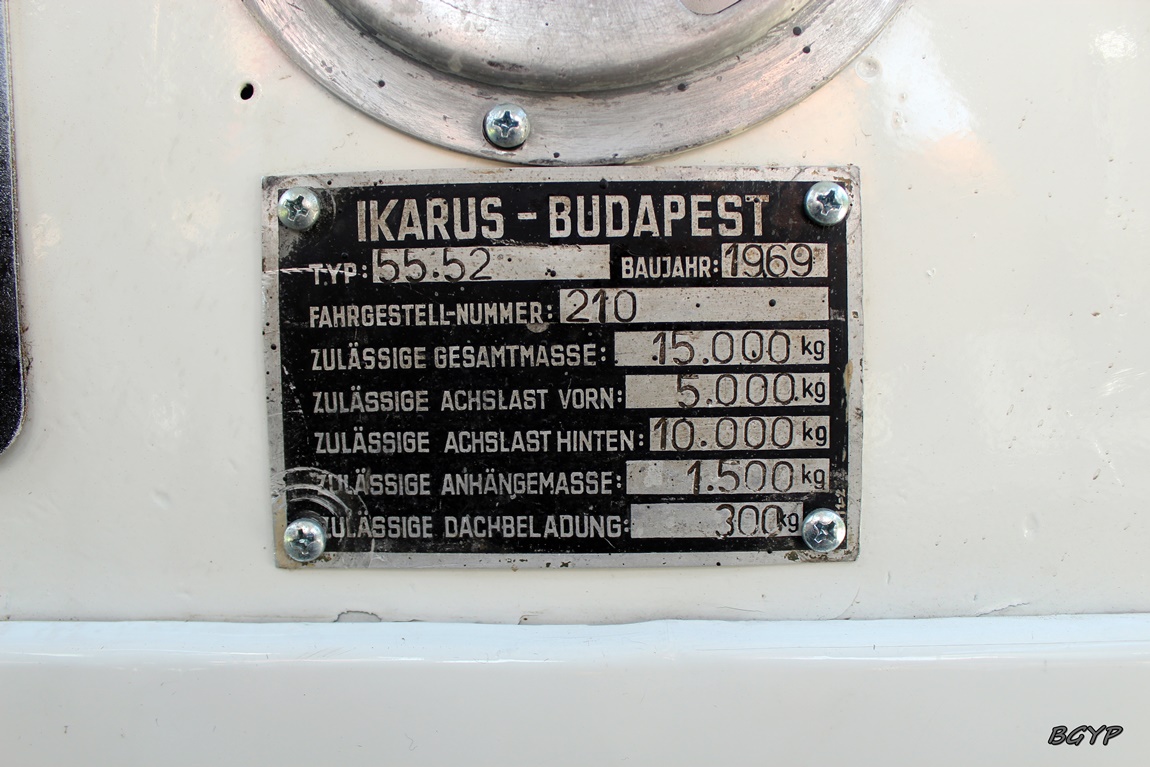 IKARUS - BUDAPEST
TYP: 55.52 BAUJAHR: 1969
FAHRGESTELL-NUMMER: 210
ZULÄSSIGE GESAMTMASSE: 15.000 kg
ZULÄSSIGE ACHSLAST VORN: 5.000 kg
ZULÄSSIGE ACHSLAST HINTEN: 10.000 kg
ZULÄSSIGE ANHÄNGEMASSE: 1.500 kg
ZULÄSSIGE DACHBELADUNG: 300 kg
BGYP